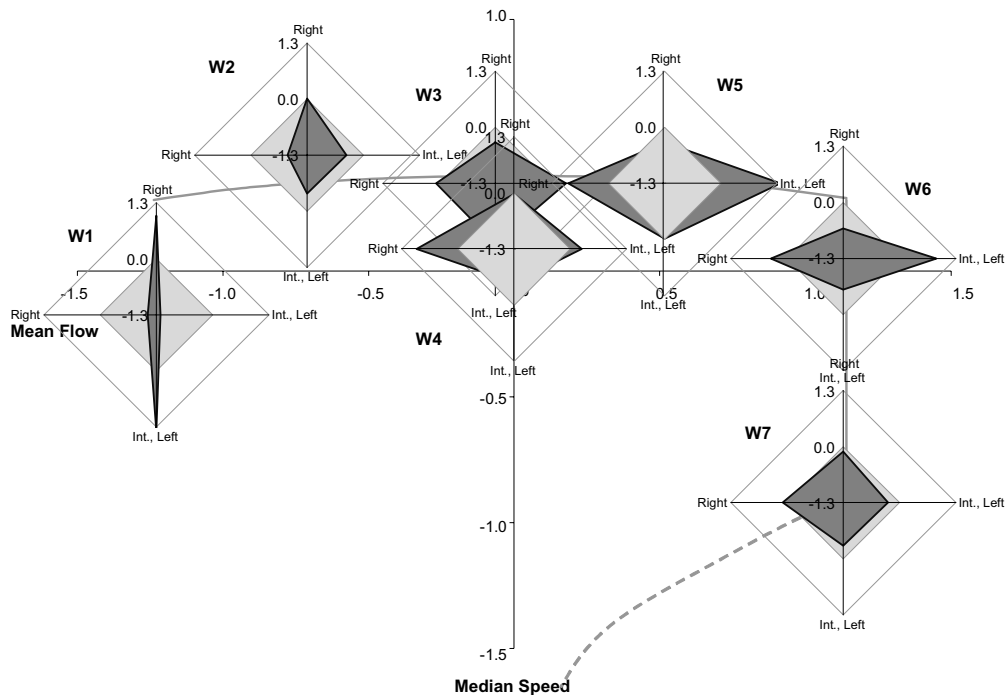 1.0
Right
1.3
W2
0.0
Right
-1.3
Int., Left
Int., Left
Right
1.3
W3
0.0
Right
-1.3
Int., Left
Right
1.3
W5
0.0
-1.3
Int., Left
Int., Left
Right
1.3
0.0
Right
-1.3
Int., Left
W4
Int., Left
Right
1.3
W6
0.0
Right
-1.3
Int., Left
Int., Left
Right
1.3
W1
0.0
Right
-1.3
Int., Left
Int., Left
Mean Flow
-1.5
-1.0
-0.5
0.5
1.0
1.5
-0.5
-1.0
-1.5
Median Speed
Right
1.3
W7
0.0
Right
-1.3
Int., Left
Int., Left